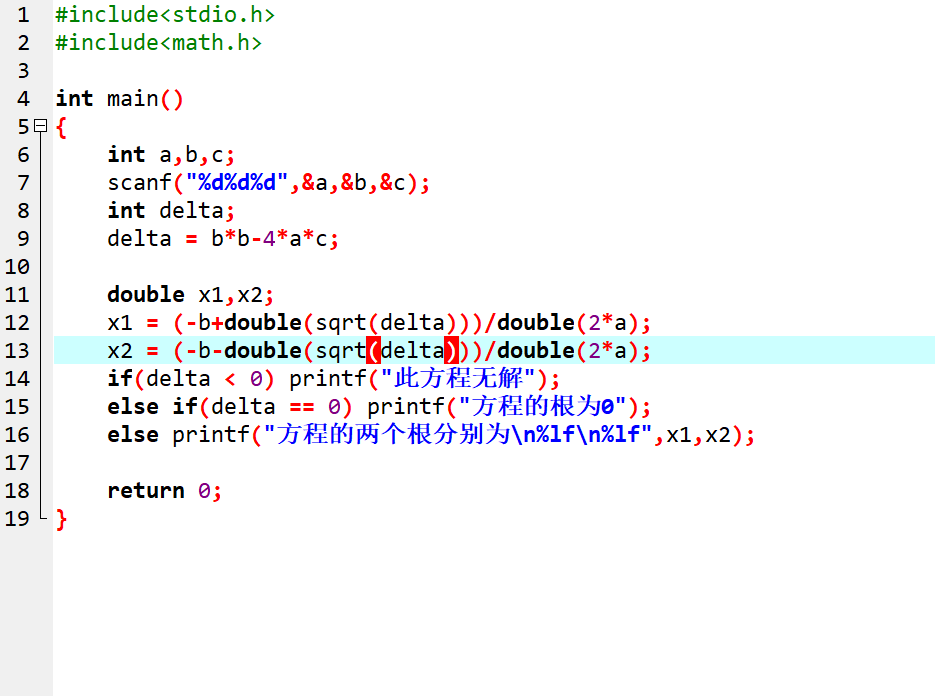 1 #include<stdio.h>
2 #include<math.h>
3
4 int main()
5 {
6 int a,b,c;
7 scanf("%d%d%d",&a,&b,&c);
8 int delta;
9 delta = b*b-4*a*c;
10
11 double x1,x2;
12 x1 = (-b+double(sqrt(delta)))/double(2*a);
13 x2 = (-b-double(sqrt(delta)))/double(2*a);
14 if(delta < 0) printf("此方程无解");
15 else if(delta == 0) printf("方程的根为0");
16 else printf("方程的两个根分别为\n%lf\n%lf",x1,x2);
17
18 return 0;
19 }